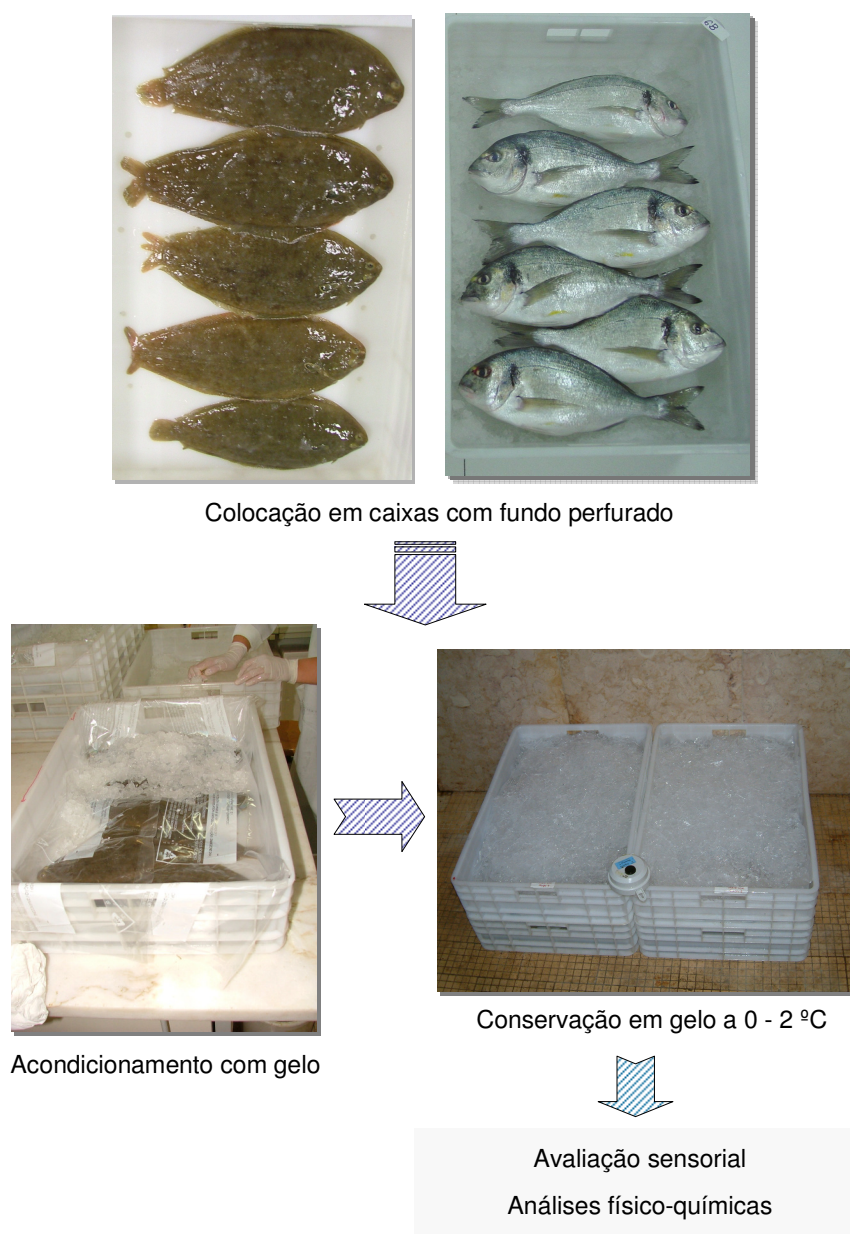 68
Colocação em caixas com fundo perfurado
Acondicionamento com gelo
Conservação em gelo a 0 - 2 ºC
Avaliação sensorial
Análises físico-químicas